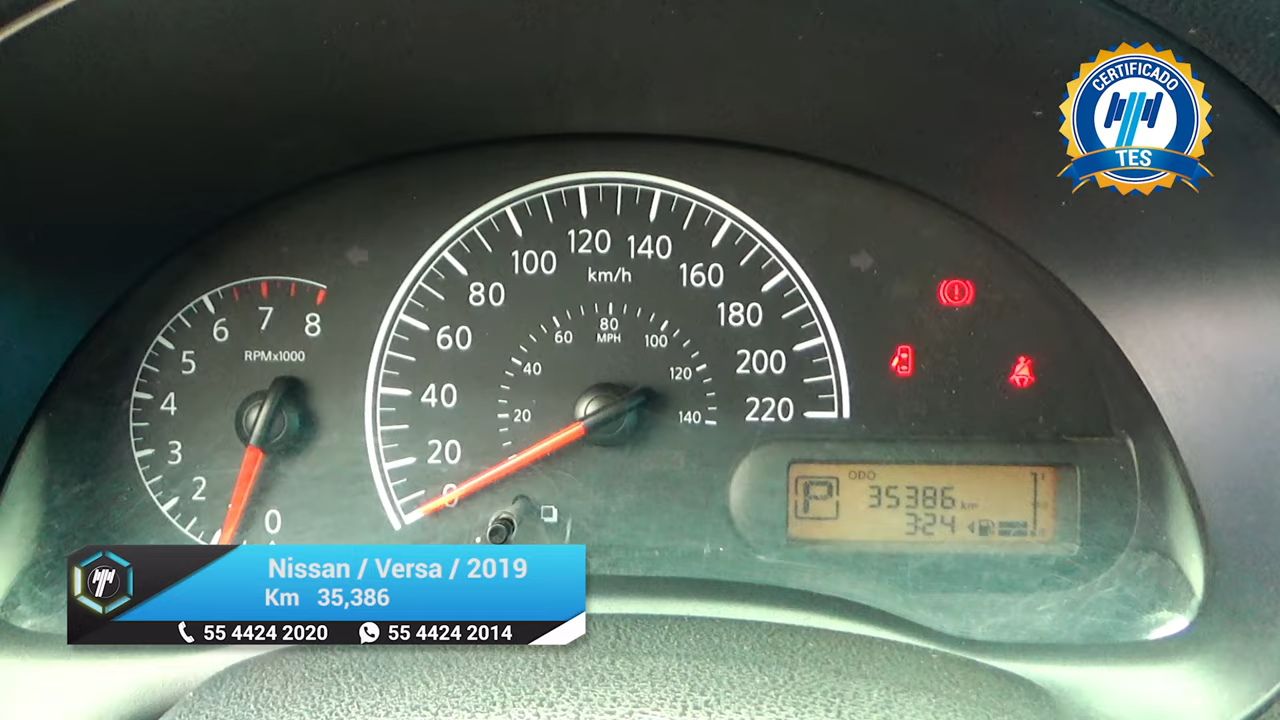 CERTIFICADO
TES
100
120
140
km/h
80
160
60
180
40
200
20
220
0
60
80
MPH
100
40
120
20
140
6
7
8
5
RPMx1000
4
3
2
0
P
ODO
35386 km
3:24
Nissan / Versa / 2019
Km 35,386
55 4424 2020
55 4424 2014